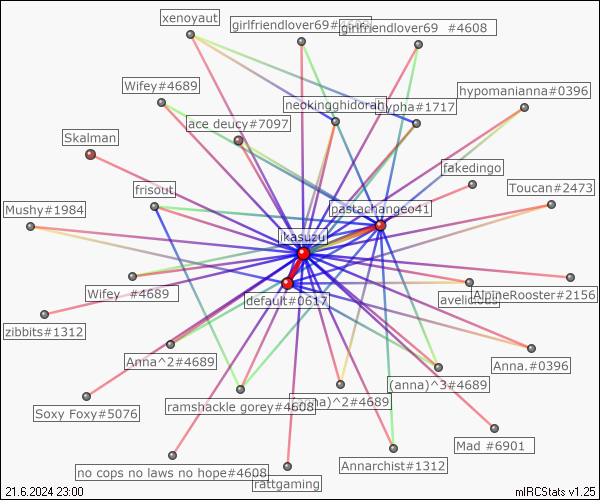 xenoyaut
girlfriendlover69#4608
girlfriendlover69 #4608
Wifey#4689
hypomanianna#0396
neokingghidorah
hypha#1717
ace deucy#7097
Skalman
fakedingo
frisout
Toucan#2473
Mushy#1984
pastachangeo41
ikasuzu
Wifey #4689
default#0617
avelicious
AlpineRooster#2156
zibbits#1312
Anna^2#4689
Anna.#0396
(anna)^3#4689
(anna)^2#4689
Soxy Foxy#5076
ramshackle gorey#4608
Mad #6901
no cops no laws no hope#4608
Annarchist#1312
rattgaming
21.6.2024 23:00
mIRCStats v1.25